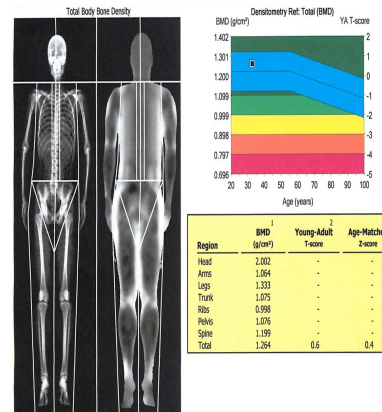 Total Body Bone Density
Densitometry Ref: Total (BMD)
BMD (g/cm²) YA T-score
1.402 2
1.301 1
1.200 0
1.099 -1
0.999 -2
0.898 -3
0.797 -4
0.696 -5
20 30 40 50 60 70 80 90 100
Age (years)
1 2
BMD Young-Adult Age-Matche
Region (g/cm²) T-score Z-score
Head 2.002 - -
Arms 1.064 - -
Legs 1.333 - -
Trunk 1.075 - -
Ribs 0.998 - -
Pelvis 1.076 - -
Spine 1.199 - -
Total 1.264 0.6 0.4